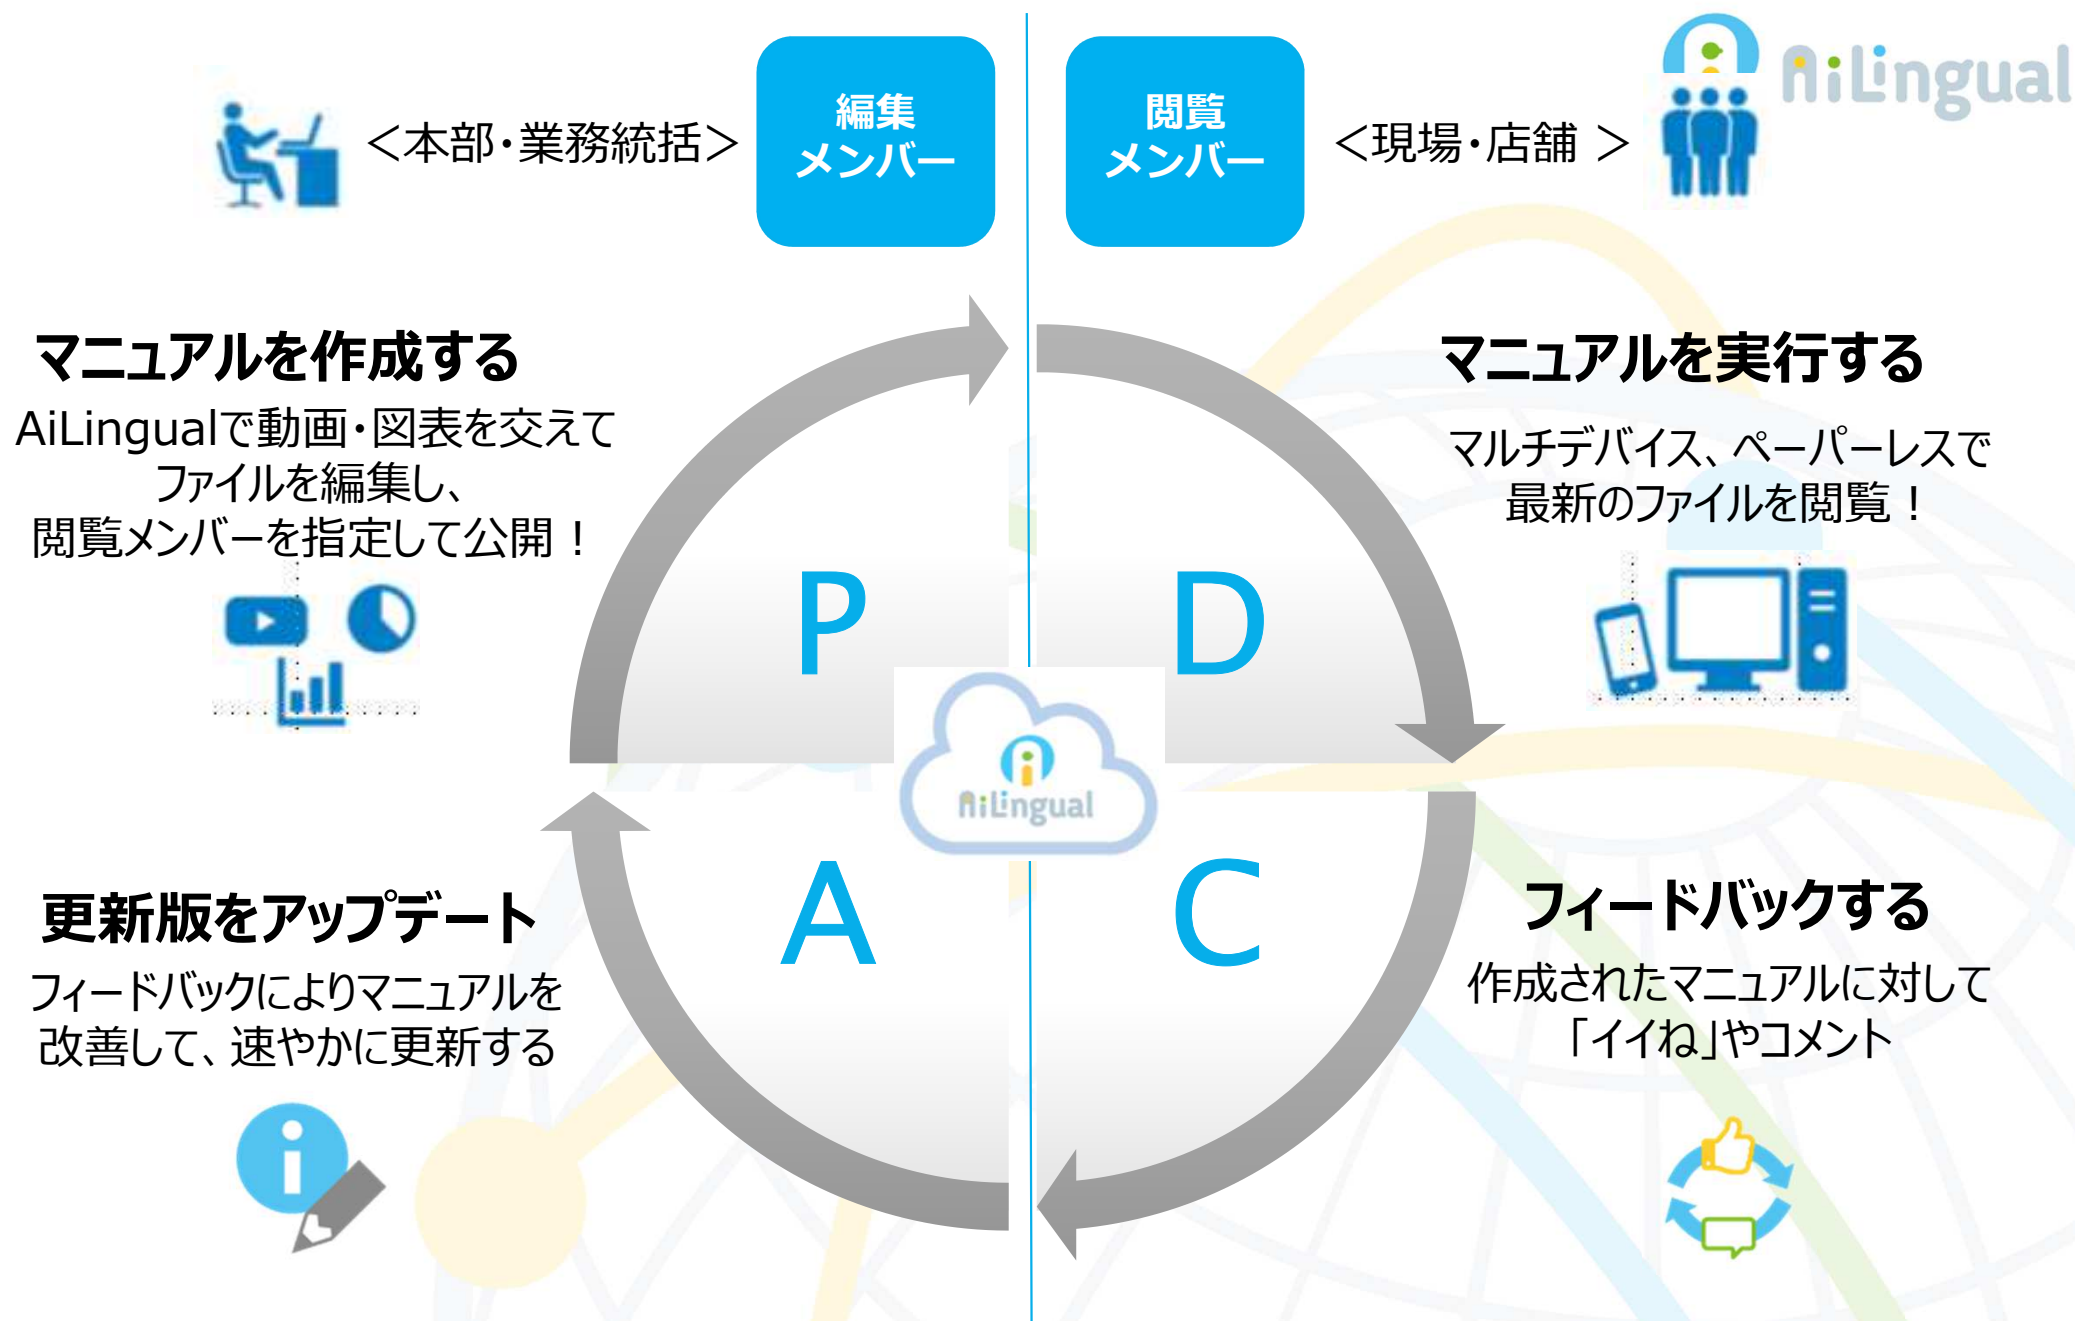 <本部・業務統括>
編集
メンバー
閲覧
メンバー
<現場・店舗 >
AiLingual
マニュアルを作成する
AiLingualで動画・図表を交えて
ファイルを編集し、
閲覧メンバーを指定して公開！
マニュアルを実行する
マルチデバイス、ペーパーレスで
最新のファイルを閲覧！
P
D
AiLingual
A
C
更新版をアップデート
フィードバックによりマニュアルを
改善して、速やかに更新する
フィードバックする
作成されたマニュアルに対して
「イイね」やコメント